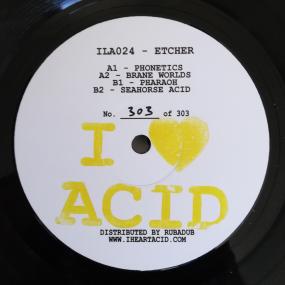 ILA024 - ETCHER
A1 - PHONETICS
A2 - BRANE WORLDS
B1 - PHARAOH
B2 - SEAHORSE ACID
No. 303 of 303
I
ACID
DISTRIBUTED BY RUBADUB
WWW.IHEARTACID.COM